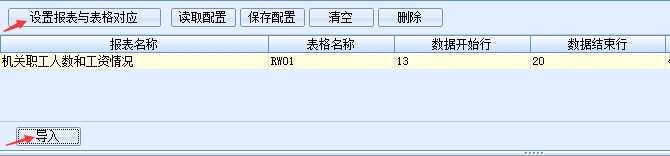 设置报表与表格对应 读取配置 保存配置 清空 删除
报表名称 表格名称 数据开始行 数据结束行
机关职工人数和工资情况 RW01 13 20
导入